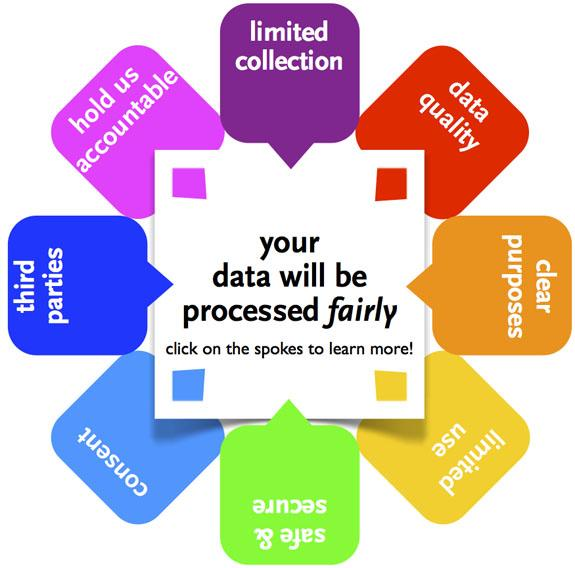 limited
collection
data
quality
clear
purposes
limited
use
safe &
secure
consent
third
parties
hold us
accountable
your
data will be
processed fairly
click on the spokes to learn more!